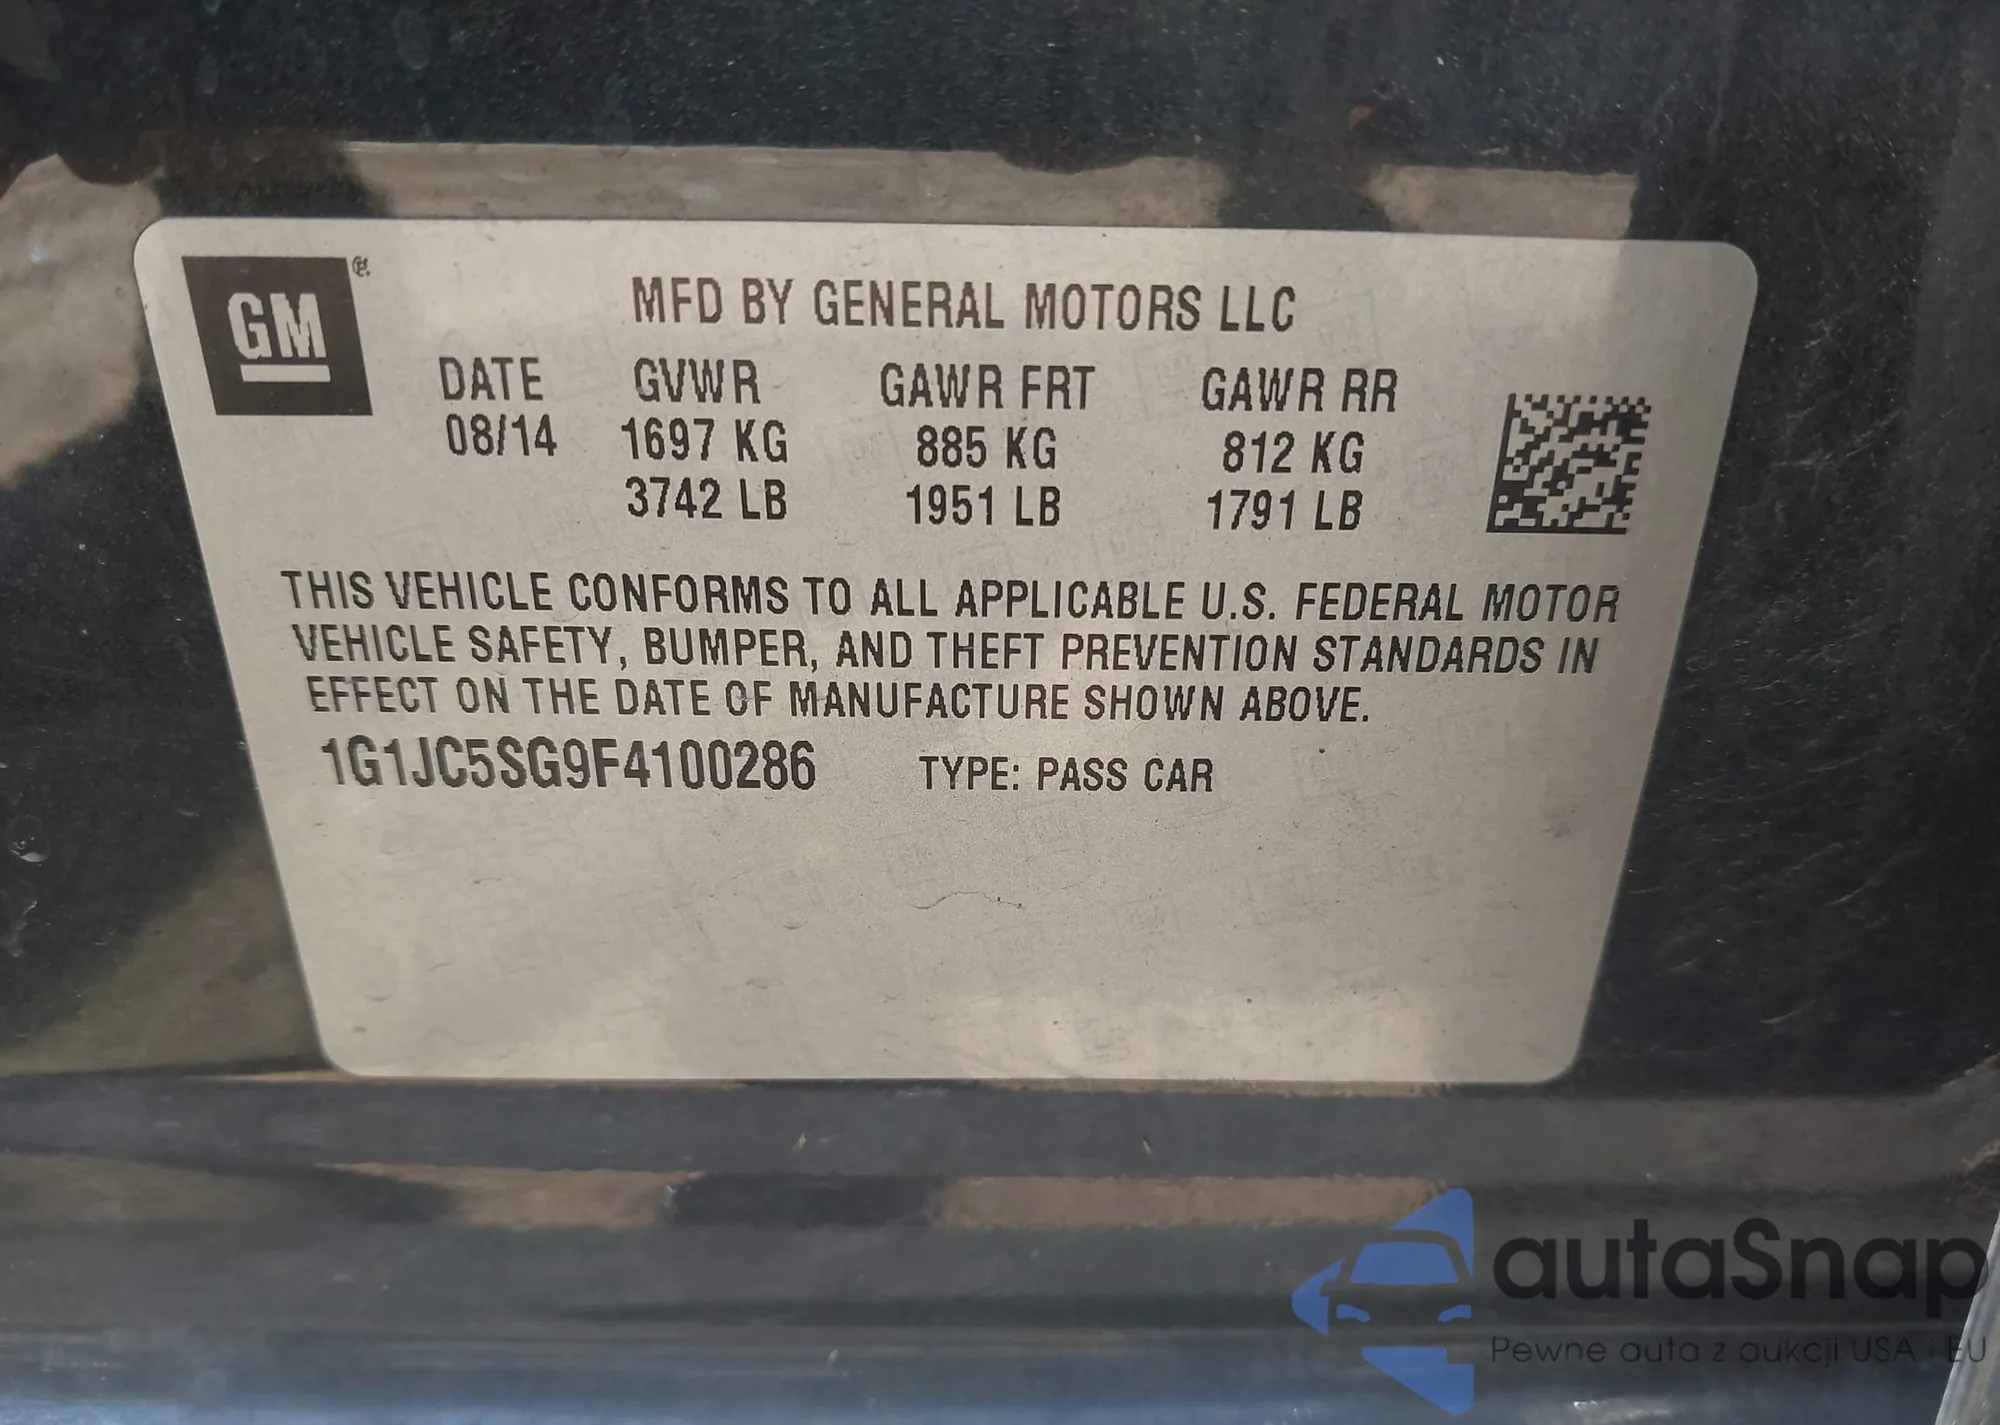 GM ®
MFD BY GENERAL MOTORS LLC
DATE GVWR GAWR FRT GAWR RR
08/14 1697 KG 885 KG 812 KG
3742 LB 1951 LB 1791 LB
THIS VEHICLE CONFORMS TO ALL APPLICABLE U.S. FEDERAL MOTOR
VEHICLE SAFETY, BUMPER, AND THEFT PREVENTION STANDARDS IN
EFFECT ON THE DATE OF MANUFACTURE SHOWN ABOVE.
1G1JC5SG9F4100286 TYPE: PASS CAR
autaSnap
Pewne auta z aukcji USA i EU